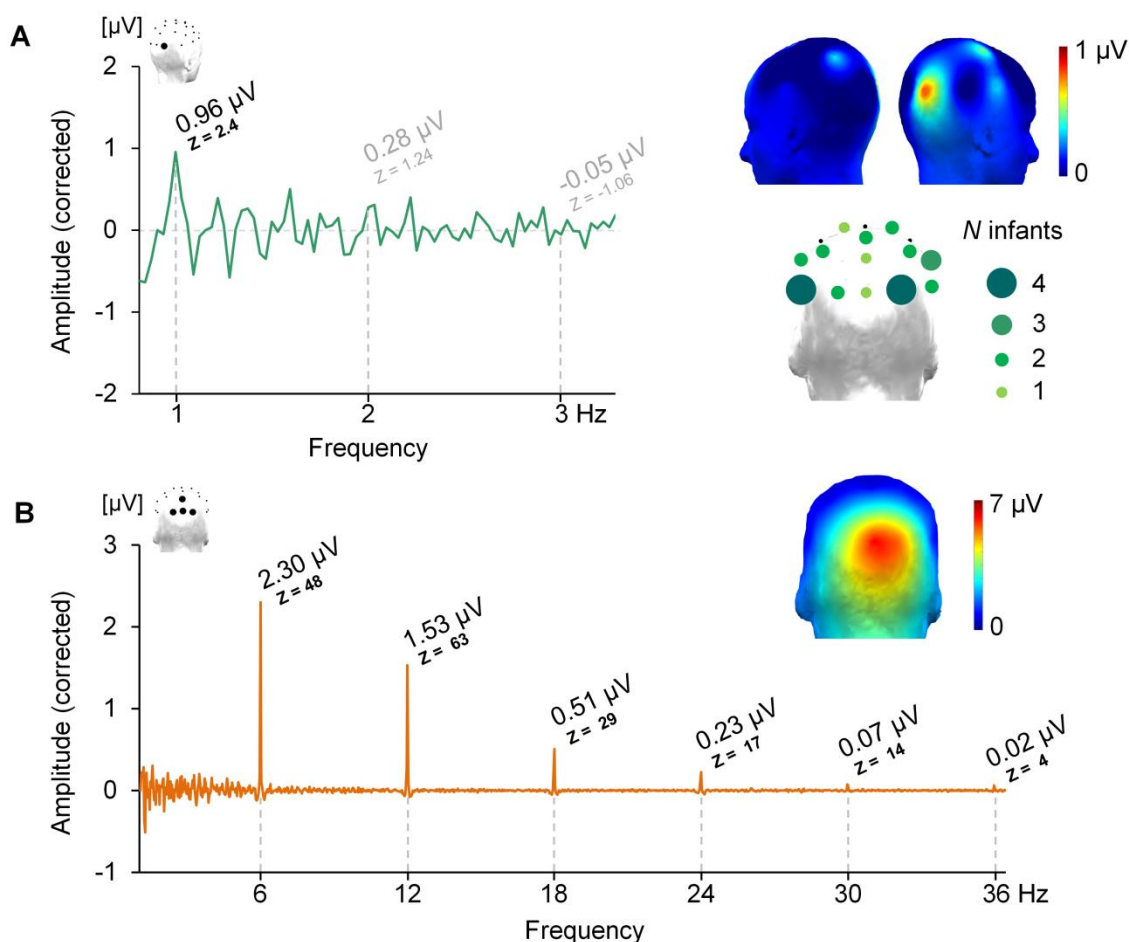 A
[µV]
2
1
0
-1
-2
Amplitude (corrected)
0.96 µV
Z = 2.4
0.28 µV
Z = 1.24
-0.05 µV
Z = -1.06
1
2
3 Hz
Frequency
1 µV
0
N infants
4
3
2
1
B
[µV]
3
2
1
0
-1
Amplitude (corrected)
2.30 µV
Z = 48
1.53 µV
Z = 63
0.51 µV
Z = 29
0.23 µV
Z = 17
0.07 µV
Z = 14
0.02 µV
Z = 4
6
12
18
24
30
36 Hz
Frequency
7 µV
0